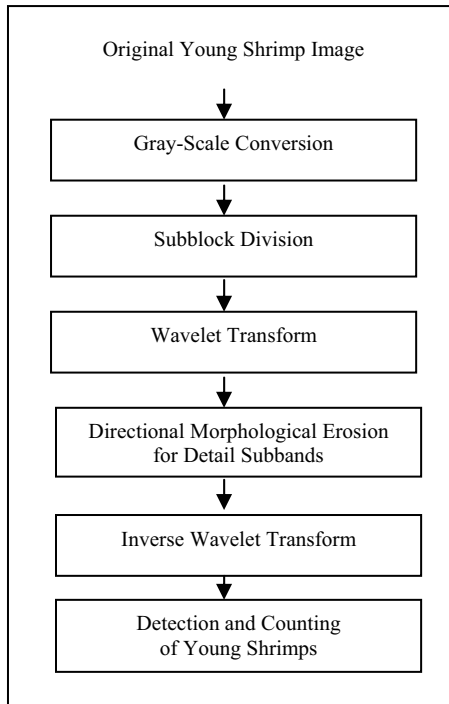 Original Young Shrimp Image
Gray-Scale Conversion
Subblock Division
Wavelet Transform
Directional Morphological Erosion
for Detail Subbands
Inverse Wavelet Transform
Detection and Counting
of Young Shrimps